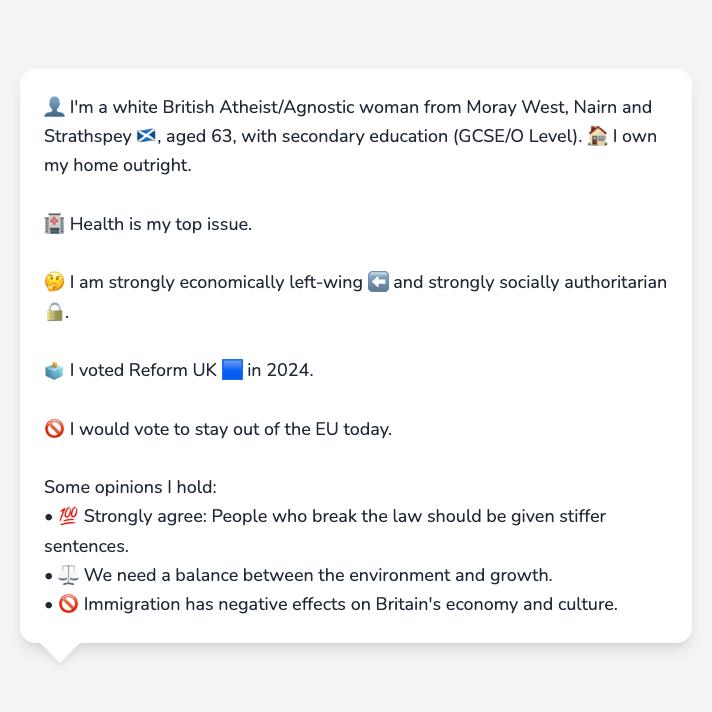 👤 I'm a white British Atheist/Agnostic woman from Moray West, Nairn and
Strathspey 🏴󠁧󠁢󠁳󠁣󠁴󠁿, aged 63, with secondary education (GCSE/O Level). 🏠 I own
my home outright.
🏥 Health is my top issue.
🤔 I am strongly economically left-wing ⬅️ and strongly socially authoritarian
🔒.
🗳️ I voted Reform UK 🟦 in 2024.
🚫 I would vote to stay out of the EU today.
Some opinions I hold:
• 💯 Strongly agree: People who break the law should be given stiffer
sentences.
• ⚖️ We need a balance between the environment and growth.
• 🚫 Immigration has negative effects on Britain's economy and culture.